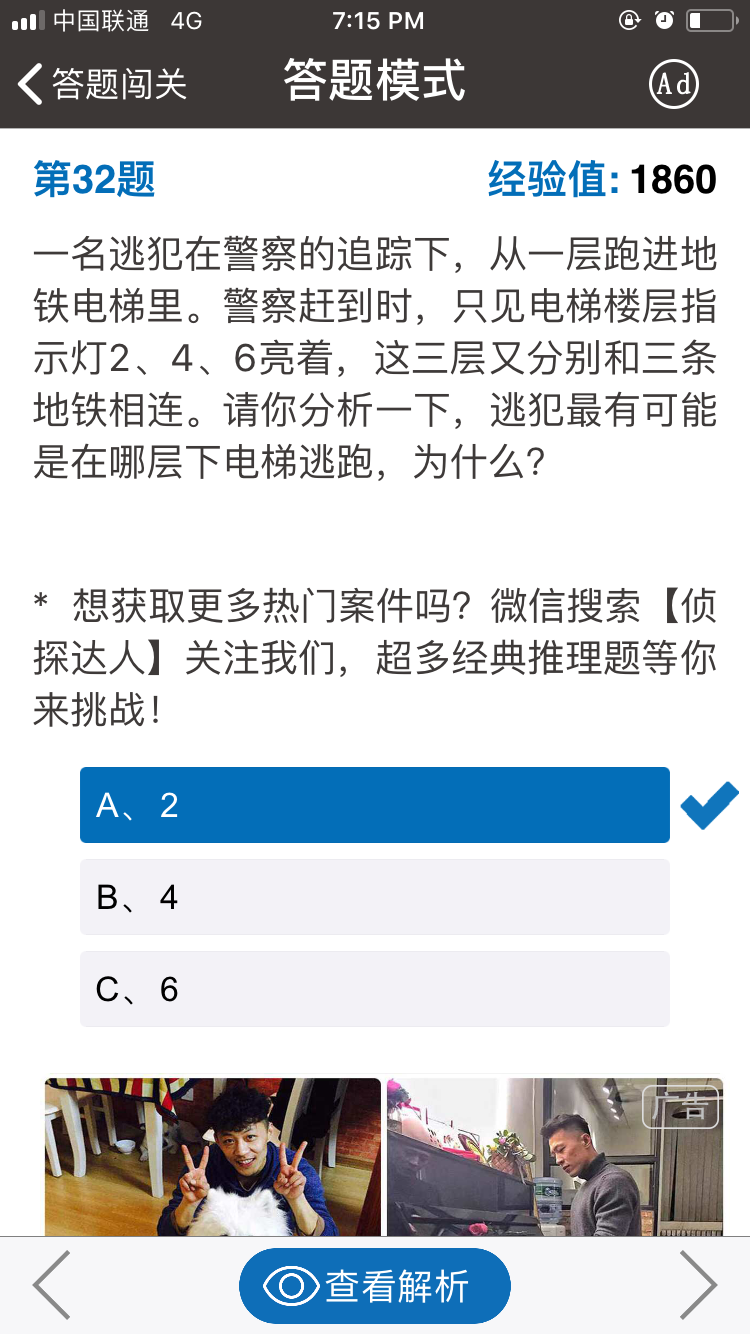 中国联通 4G 7:15 PM
答题闯关 答题模式 Ad
第32题 经验值: 1860
一名逃犯在警察的追踪下，从一层跑进地
铁电梯里。警察赶到时，只见电梯楼层指
示灯2、4、6亮着，这三层又分别和三条
地铁相连。请你分析一下，逃犯最有可能
是在哪层下电梯逃跑，为什么？
* 想获取更多热门案件吗？微信搜索【侦
探达人】关注我们，超多经典推理题等你
来挑战！
A、 2
B、 4
C、 6
广告
查看解析